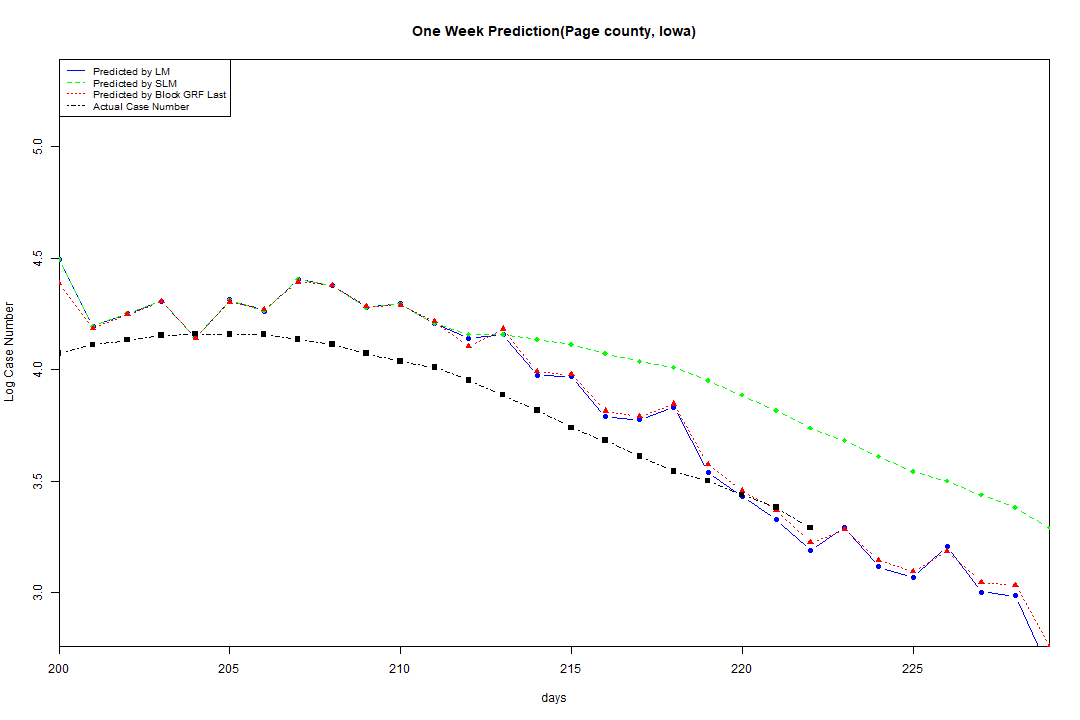 One Week Prediction(Page county, Iowa)
Predicted by LM
Predicted by SLM
Predicted by Block GRF Last
Actual Case Number
5.0
4.5
4.0
3.5
3.0
Log Case Number
200 205 210 215 220 225
days